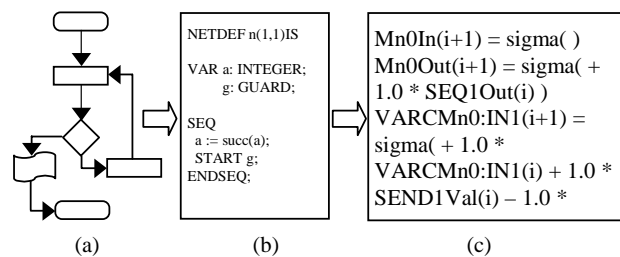 NETDEF n(1,1)IS
VAR a: INTEGER;
g: GUARD;
SEQ
a := succ(a);
START g;
ENDSEQ;
Mn0In(i+1) = sigma( )
Mn0Out(i+1) = sigma( +
1.0 * SEQ1Out(i) )
VARCMn0:IN1(i+1) =
sigma( + 1.0 *
VARCMn0:IN1(i) + 1.0 *
SEND1Val(i) – 1.0 *
(a) (b) (c)